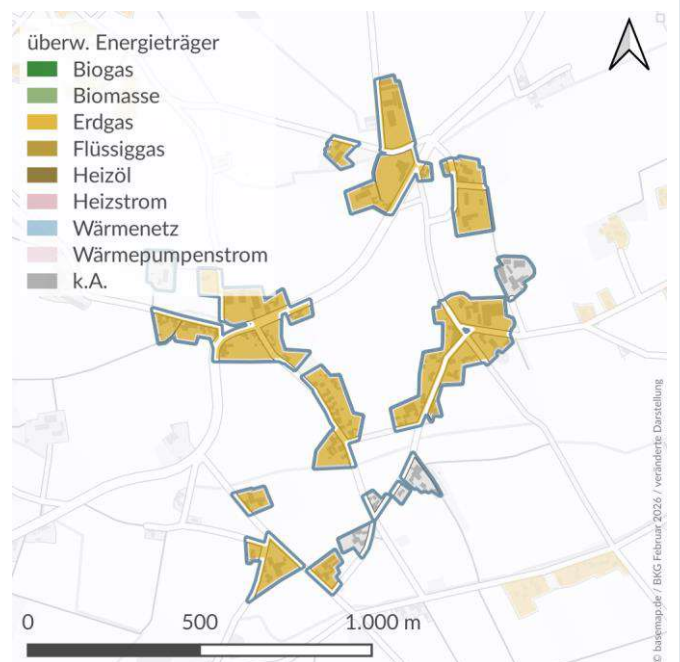 überw. Energieträger
Biogas
Biomasse
Erdgas
Flüssiggas
Heizöl
Heizstrom
Wärmenetz
Wärmepumpenstrom
k.A.
0 500 1.000 m
© basemap.de / BKG Februar 2026 / veränderte Darstellung